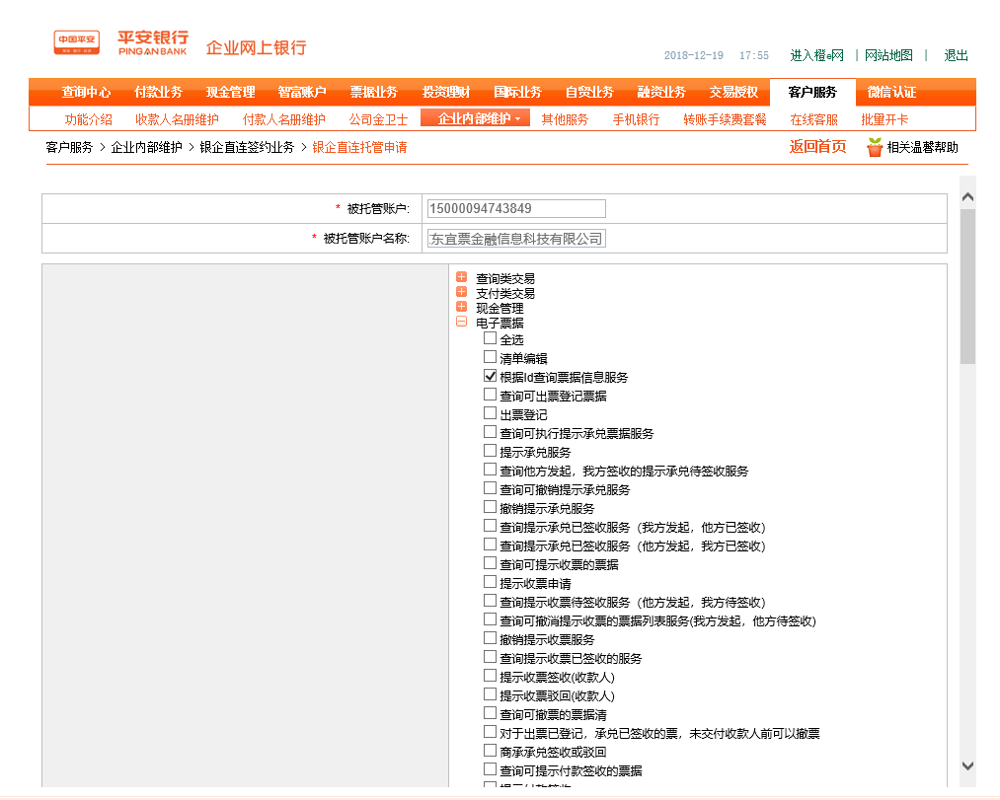 中国平安
平安银行
PINGAN BANK
企业网上银行
2018-12-19 17:55 进入橙e网 | 网站地图 | 退出
查询中心 付款业务 现金管理 智富账户 票据业务 投资理财 国际业务 自贸业务 融资业务 交易授权 客户服务 微信认证
功能介绍 收款人名册维护 付款人名册维护 公司金卫士 企业内部维护 其他服务 手机银行 转账手续费套餐 在线客服 批量开卡
客户服务 > 企业内部维护 > 银企直连签约业务 > 银企直连托管申请 返回首页 相关温馨帮助
* 被托管账户: 15000094743849
* 被托管账户名称: 东宜票金融信息科技有限公司
查询类交易
支付类交易
现金管理
电子票据
全选
清单编辑
根据Id查询票据信息服务
查询可出票登记票据
出票登记
查询可执行提示承兑票据服务
提示承兑服务
查询他方发起，我方签收的提示承兑待签收服务
查询可撤销提示承兑服务
撤销提示承兑服务
查询提示承兑已签收服务（我方发起，他方已签收）
查询提示承兑已签收服务（他方发起，我方已签收）
查询可提示收票的票据
提示收票申请
查询提示收票待签收服务（他方发起，我方待签收）
查询可撤消提示收票的票据列表服务(我方发起，他方待签收)
撤销提示收票服务
查询提示收票已签收的服务
提示收票签收(收款人)
提示收票驳回(收款人)
查询可撤票的票据清
对于出票已登记，承兑已签收的票，未交付收款人前可以撤票
商承承兑签收或驳回
查询可提示付款签收的票据